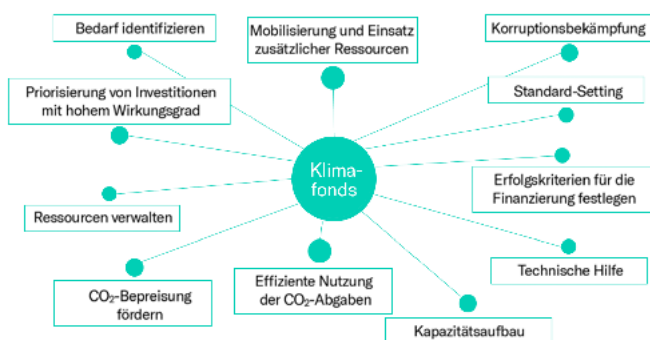 Bedarf identifizieren
Mobilisierung und Einsatz
zusätzlicher Ressourcen
Korruptionsbekämpfung
Priorisierung von Investitionen
mit hohem Wirkungsgrad
Standard-Setting
Klima-
fonds
Erfolgskriterien für die
Finanzierung festlegen
Ressourcen verwalten
Technische Hilfe
CO₂-Bepreisung
fördern
Effiziente Nutzung
der CO₂-Abgaben
Kapazitätsaufbau